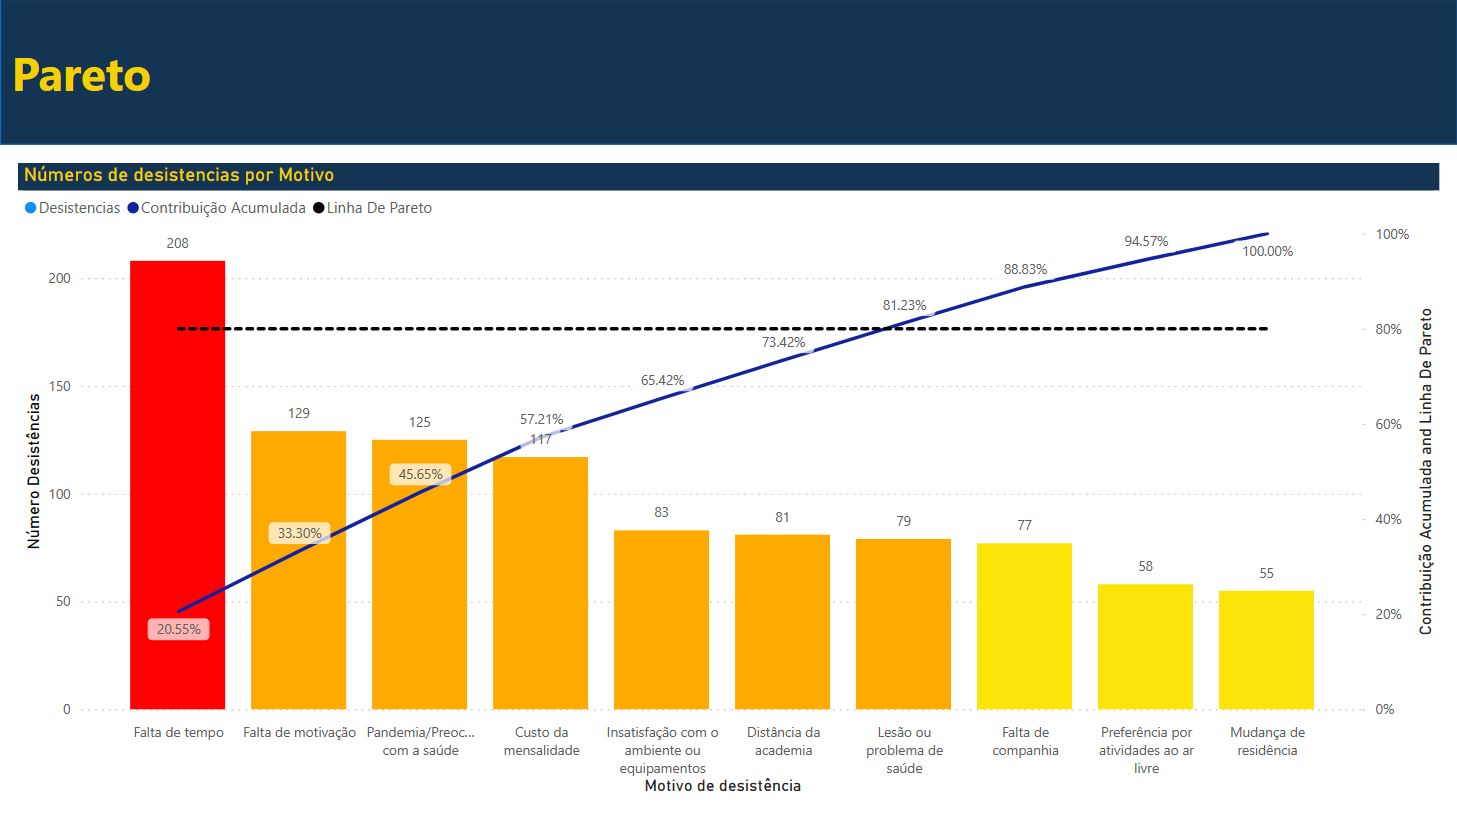 Pareto
Números de desistencias por Motivo
Desistencias Contribuição Acumulada Linha De Pareto
Número Desistências
200
150
100
50
0
208
129
125
117
83
81
79
77
58
55
20.55%
33.30%
45.65%
57.21%
65.42%
73.42%
81.23%
88.83%
94.57%
100.00%
100%
80%
60%
40%
20%
0%
Contribuição Acumulada and Linha De Pareto
Falta de tempo
Falta de motivação
Pandemia/Preoc...
com a saúde
Custo da
mensalidade
Insatisfação com o
ambiente ou
equipamentos
Distância da
academia
Lesão ou
problema de
saúde
Falta de
companhia
Preferência por
atividades ao ar
livre
Mudança de
residência
Motivo de desistência